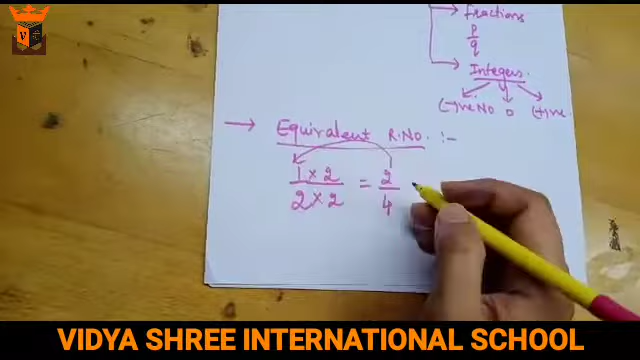 → Fractions
p
q
→ Integers.
(-)ve No 0 (+)ve
→ Equivalent R.No. :-
1 × 2 = 2
2 × 2 4
VIDYA SHREE INTERNATIONAL SCHOOL